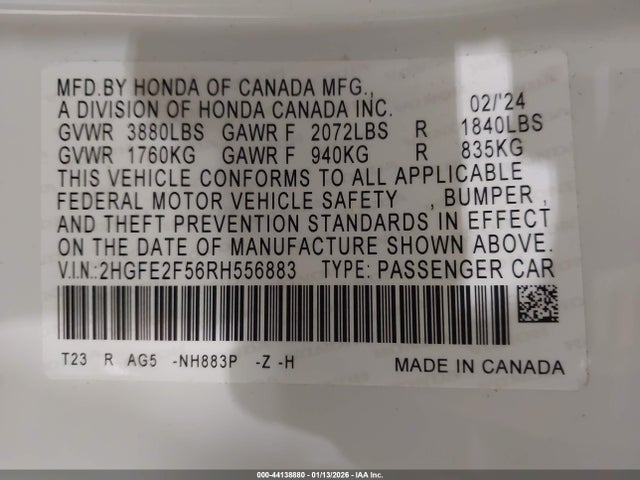 MFD.BY HONDA OF CANADA MFG.,
A DIVISION OF HONDA CANADA INC. 02/'24
GVWR 3880LBS GAWR F 2072LBS R 1840LBS
GVWR 1760KG GAWR F 940KG R 835KG
THIS VEHICLE CONFORMS TO ALL APPLICABLE
FEDERAL MOTOR VEHICLE SAFETY , BUMPER ,
AND THEFT PREVENTION STANDARDS IN EFFECT
ON THE DATE OF MANUFACTURE SHOWN ABOVE.
V.I.N.:2HGFE2F56RH556883 TYPE: PASSENGER CAR
T23 R AG5 -NH883P -Z -H MADE IN CANADA
000-44138880 - 01/13/2026 - IAA Inc.